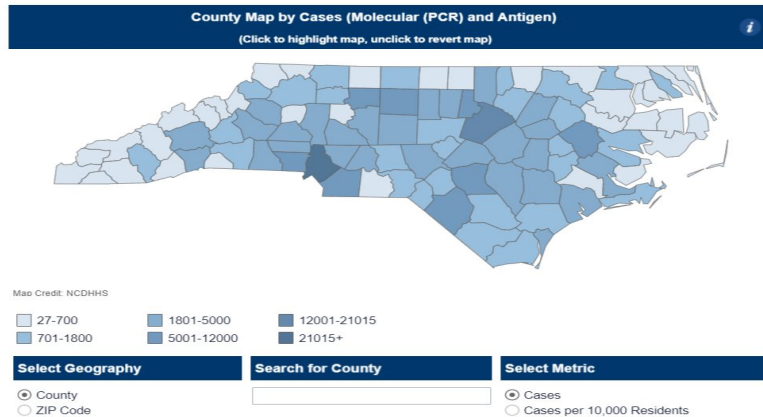 County Map by Cases (Molecular (PCR) and Antigen)
(Click to highlight map, unclick to revert map)
i
Map Credit: NCDHHS
27-700 1801-5000 12001-21015
701-1800 5001-12000 21015+
Select Geography Search for County Select Metric
County Cases
ZIP Code Cases per 10,000 Residents